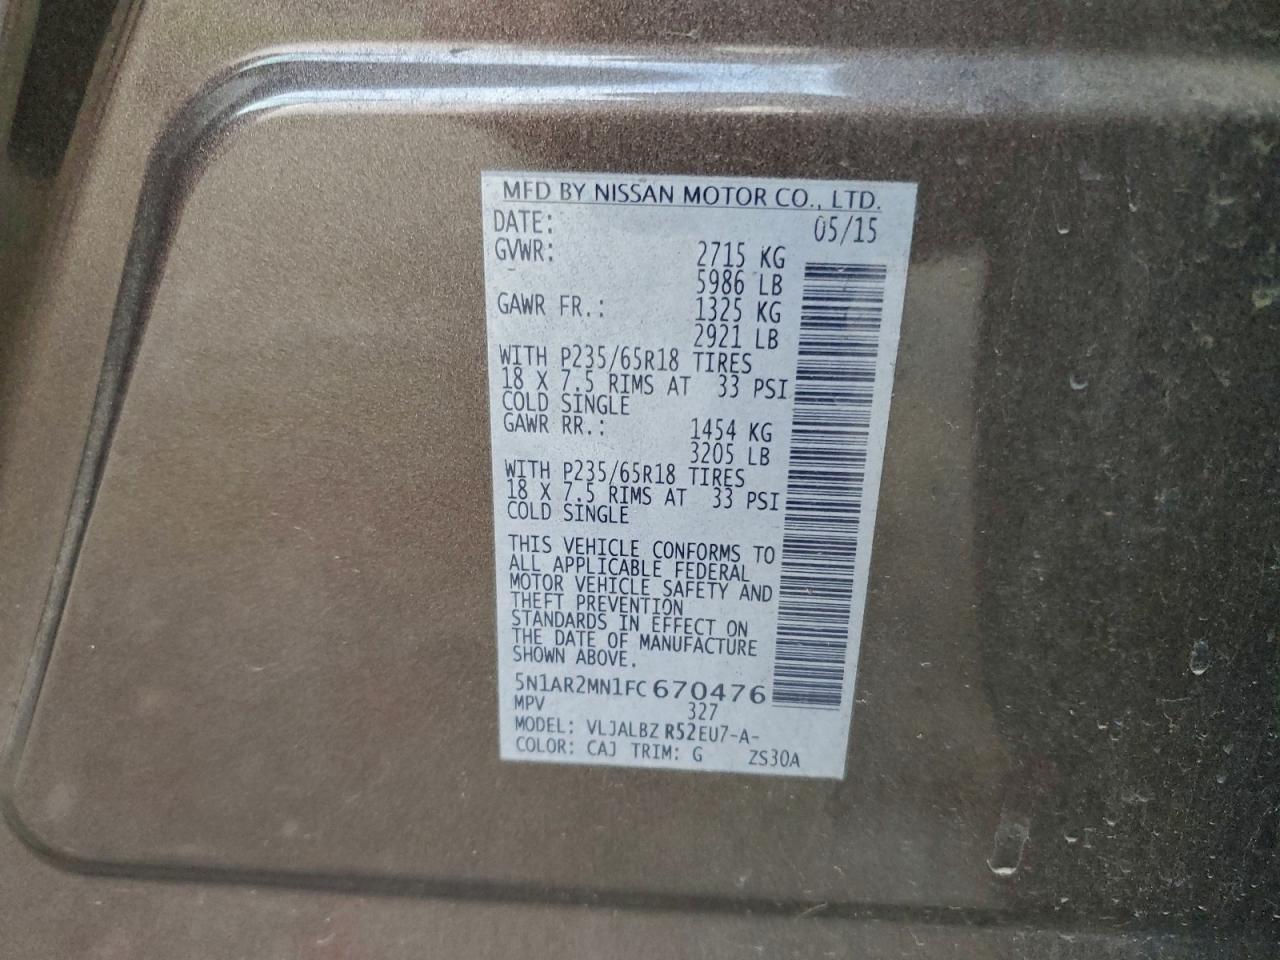 MFD BY NISSAN MOTOR CO., LTD.
DATE: 05/15
GVWR: 2715 KG
5986 LB
GAWR FR.: 1325 KG
2921 LB
WITH P235/65R18 TIRES
18 X 7.5 RIMS AT 33 PSI
COLD SINGLE
GAWR RR.: 1454 KG
3205 LB
WITH P235/65R18 TIRES
18 X 7.5 RIMS AT 33 PSI
COLD SINGLE
THIS VEHICLE CONFORMS TO
ALL APPLICABLE FEDERAL
MOTOR VEHICLE SAFETY AND
THEFT PREVENTION
STANDARDS IN EFFECT ON
THE DATE OF MANUFACTURE
SHOWN ABOVE.
5N1AR2MN1FC670476
MPV 327
MODEL: VLJALBZ R52EU7-A-
COLOR: CAJ TRIM: G ZS30A